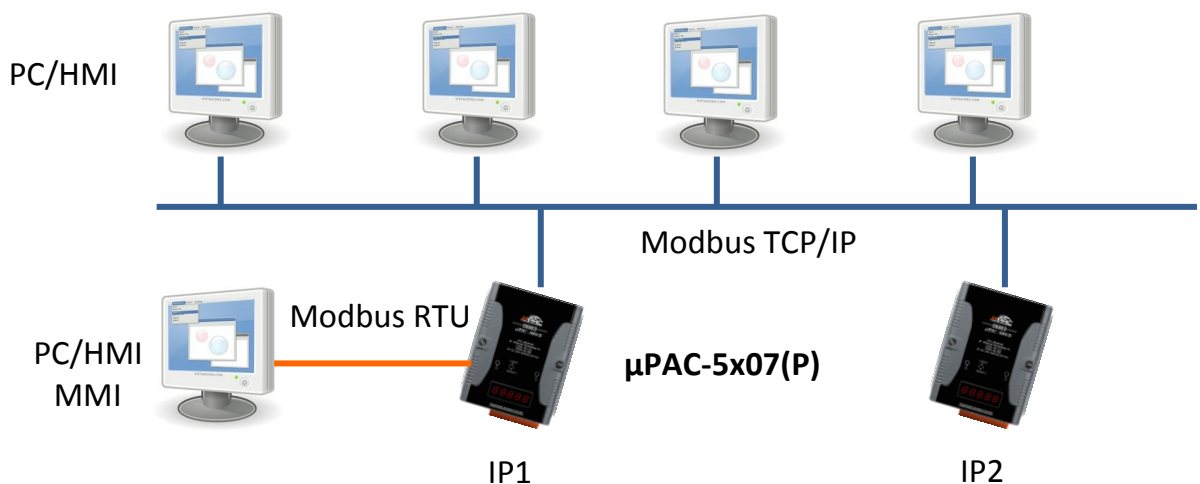 PC/HMI
Modbus TCP/IP
Modbus RTU
PC/HMI
MMI
µPAC-5x07(P)
IP1
IP2